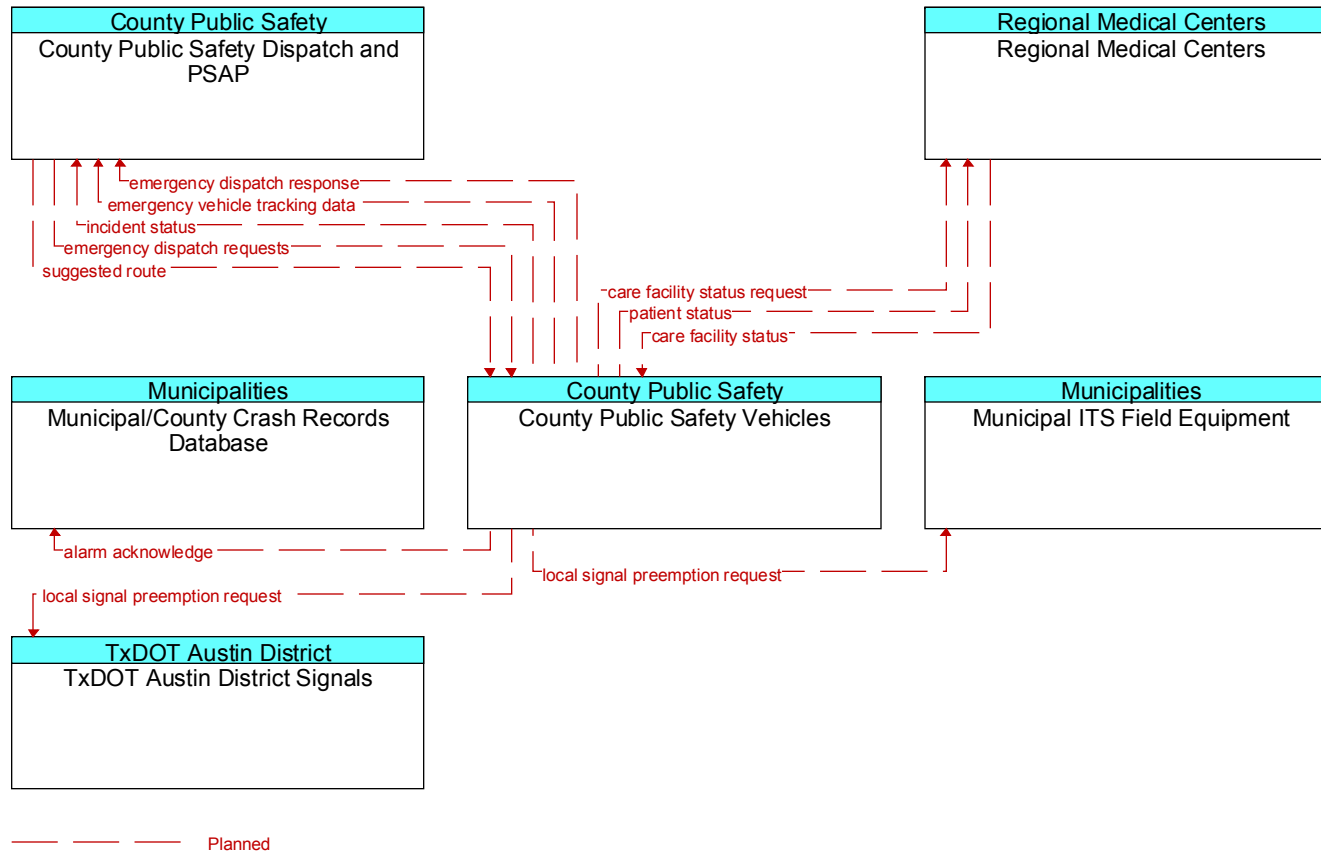 County Public Safety
County Public Safety Dispatch and
PSAP
Regional Medical Centers
Regional Medical Centers
emergency dispatch response
emergency vehicle tracking data
incident status
emergency dispatch requests
suggested route
care facility status request
patient status
care facility status
Municipalities
Municipal/County Crash Records
Database
County Public Safety
County Public Safety Vehicles
Municipalities
Municipal ITS Field Equipment
alarm acknowledge
local signal preemption request
local signal preemption request
TxDOT Austin District
TxDOT Austin District Signals
Planned